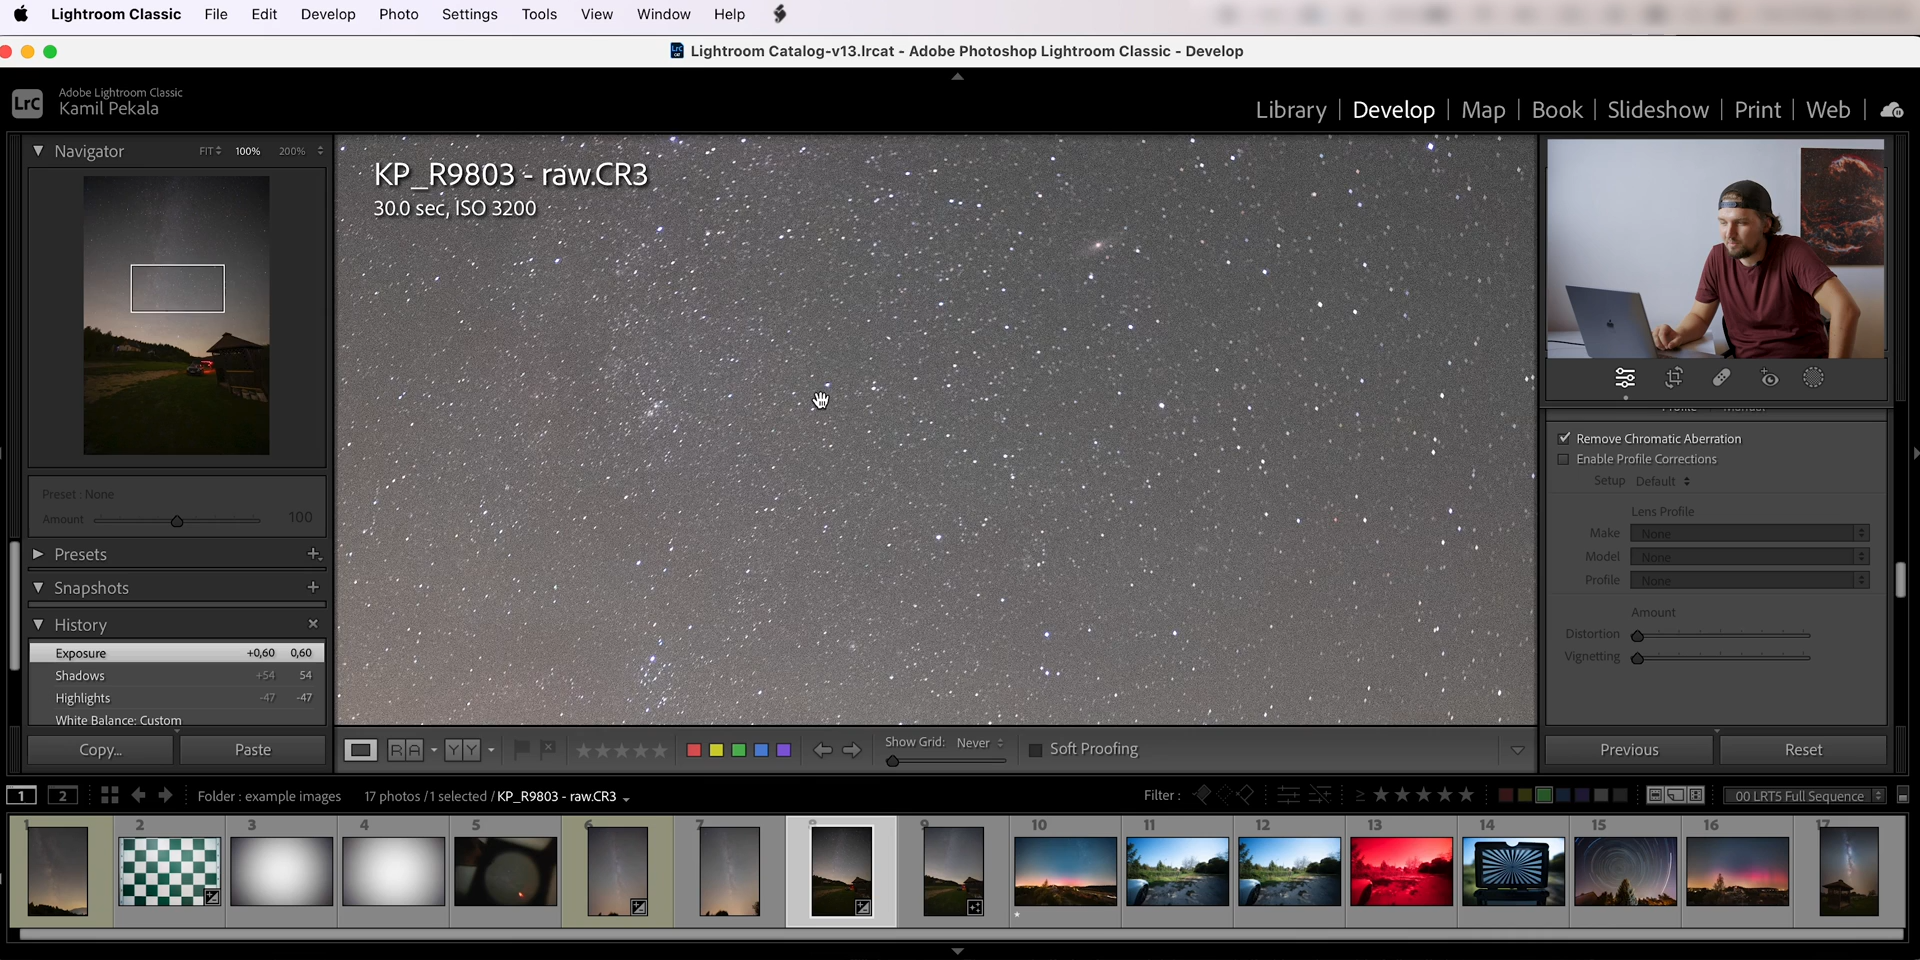 Lightroom Classic File Edit Develop Photo Settings Tools View Window Help
LrC Lightroom Catalog-v13.lrcat - Adobe Photoshop Lightroom Classic - Develop
LrC
Adobe Lightroom Classic
Kamil Pekala
Library | Develop | Map | Book | Slideshow | Print | Web |
Navigator FIT 100% 200%
KP_R9803 - raw.CR3
30.0 sec, ISO 3200
Preset : None
Amount 100
Presets
Snapshots
History
Exposure +0,60 0,60
Shadows +54 54
Highlights -47 -47
White Balance: Custom
Copy... Paste
R A Y Y Show Grid: Never Soft Proofing
Profile Manual
Remove Chromatic Aberration
Enable Profile Corrections
Setup Default
Lens Profile
Make None
Model None
Profile None
Amount
Distortion
Vignetting
Previous Reset
1 2 Folder : example images 17 photos / 1 selected / KP_R9803 - raw.CR3 Filter : 00 LRT5 Full Sequence
1 2 3 4 5 6 7 8 9 10 11 12 13 14 15 16 17